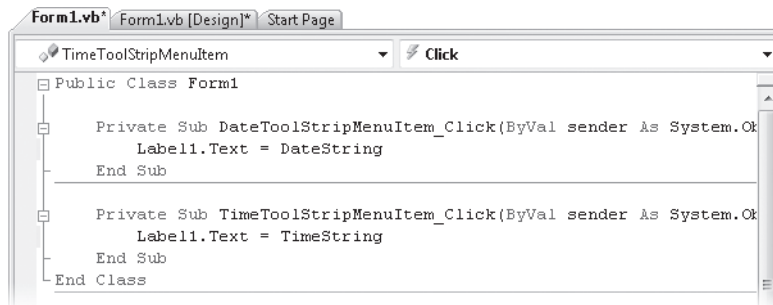 Form1.vb* Form1.vb [Design]* Start Page
TimeToolStripMenuItem Click
Public Class Form1
Private Sub DateToolStripMenuItem_Click(ByVal sender As System.Ob
Label1.Text = DateString
End Sub
Private Sub TimeToolStripMenuItem_Click(ByVal sender As System.Ob
Label1.Text = TimeString
End Sub
End Class